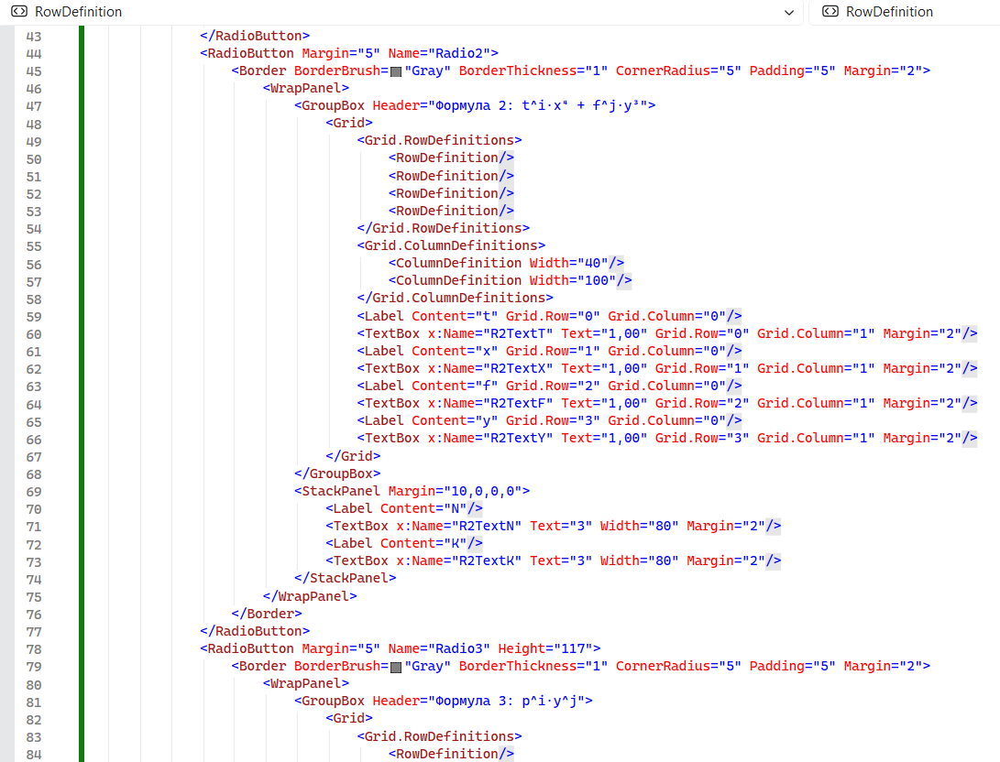 RowDefinition RowDefinition
43 </RadioButton>
44 <RadioButton Margin="5" Name="Radio2">
45 <Border BorderBrush="Gray" BorderThickness="1" CornerRadius="5" Padding="5" Margin="2">
46 <WrapPanel>
47 <GroupBox Header="Формула 2: t^i·x⁴ + f^j·y³">
48 <Grid>
49 <Grid.RowDefinitions>
50 <RowDefinition/>
51 <RowDefinition/>
52 <RowDefinition/>
53 <RowDefinition/>
54 </Grid.RowDefinitions>
55 <Grid.ColumnDefinitions>
56 <ColumnDefinition Width="40"/>
57 <ColumnDefinition Width="100"/>
58 </Grid.ColumnDefinitions>
59 <Label Content="t" Grid.Row="0" Grid.Column="0"/>
60 <TextBox x:Name="R2TextT" Text="1,00" Grid.Row="0" Grid.Column="1" Margin="2"/>
61 <Label Content="x" Grid.Row="1" Grid.Column="0"/>
62 <TextBox x:Name="R2TextX" Text="1,00" Grid.Row="1" Grid.Column="1" Margin="2"/>
63 <Label Content="f" Grid.Row="2" Grid.Column="0"/>
64 <TextBox x:Name="R2TextF" Text="1,00" Grid.Row="2" Grid.Column="1" Margin="2"/>
65 <Label Content="y" Grid.Row="3" Grid.Column="0"/>
66 <TextBox x:Name="R2TextY" Text="1,00" Grid.Row="3" Grid.Column="1" Margin="2"/>
67 </Grid>
68 </GroupBox>
69 <StackPanel Margin="10,0,0,0">
70 <Label Content="N"/>
71 <TextBox x:Name="R2TextN" Text="3" Width="80" Margin="2"/>
72 <Label Content="K"/>
73 <TextBox x:Name="R2TextK" Text="3" Width="80" Margin="2"/>
74 </StackPanel>
75 </WrapPanel>
76 </Border>
77 </RadioButton>
78 <RadioButton Margin="5" Name="Radio3" Height="117">
79 <Border BorderBrush="Gray" BorderThickness="1" CornerRadius="5" Padding="5" Margin="2">
80 <WrapPanel>
81 <GroupBox Header="Формула 3: p^i·y^j">
82 <Grid>
83 <Grid.RowDefinitions>
84 <RowDefinition/>